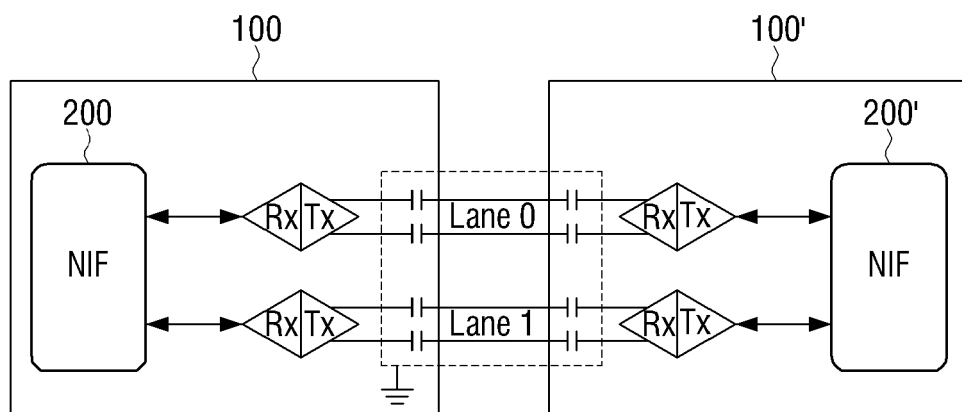 100 100'
200 200'
Rx Tx Lane 0 Rx Tx
NIF NIF
Rx Tx Lane 1 Rx Tx